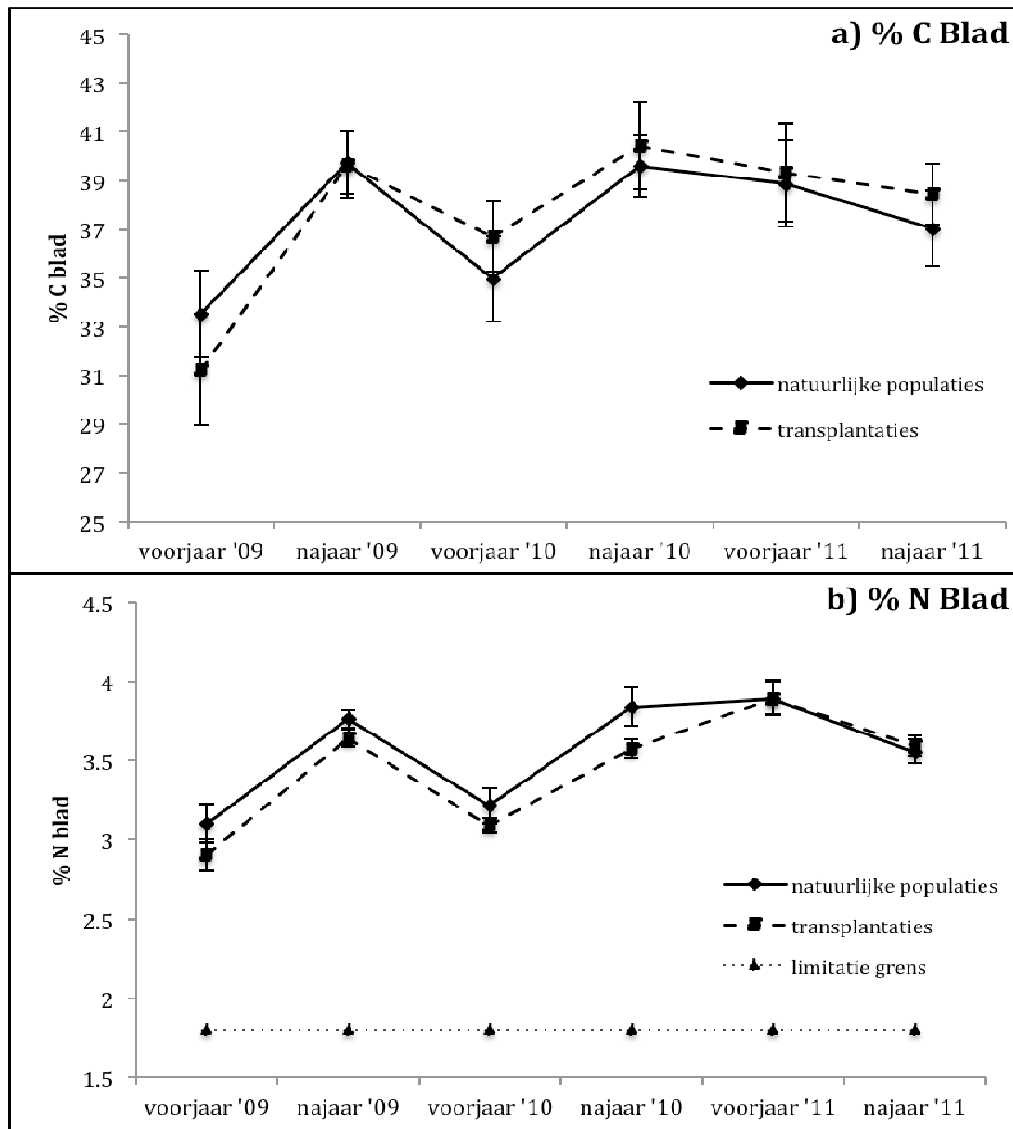 a) % C Blad
45
43
41
39
37
35
33
31
29
27
25
% C blad
natuurlijke populaties
transplantaties
voorjaar '09 najaar '09 voorjaar '10 najaar '10 voorjaar '11 najaar '11
b) % N Blad
4.5
4
3.5
3
2.5
2
1.5
% N blad
natuurlijke populaties
transplantaties
limitatie grens
voorjaar '09 najaar '09 voorjaar '10 najaar '10 voorjaar '11 najaar '11